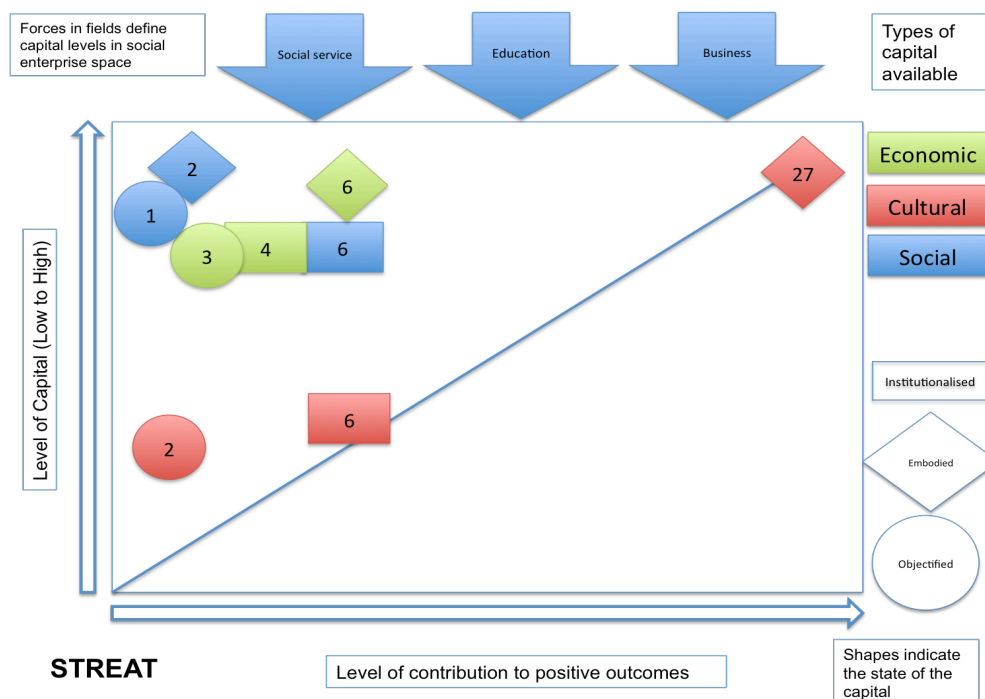 Forces in fields define
capital levels in social
enterprise space
Social service
Education
Business
Types of
capital
available
Level of Capital (Low to High)
2
1
3
4
6
6
27
2
6
Economic
Cultural
Social
Institutionalised
Embodied
Objectified
STREAT
Level of contribution to positive outcomes
Shapes indicate
the state of the
capital